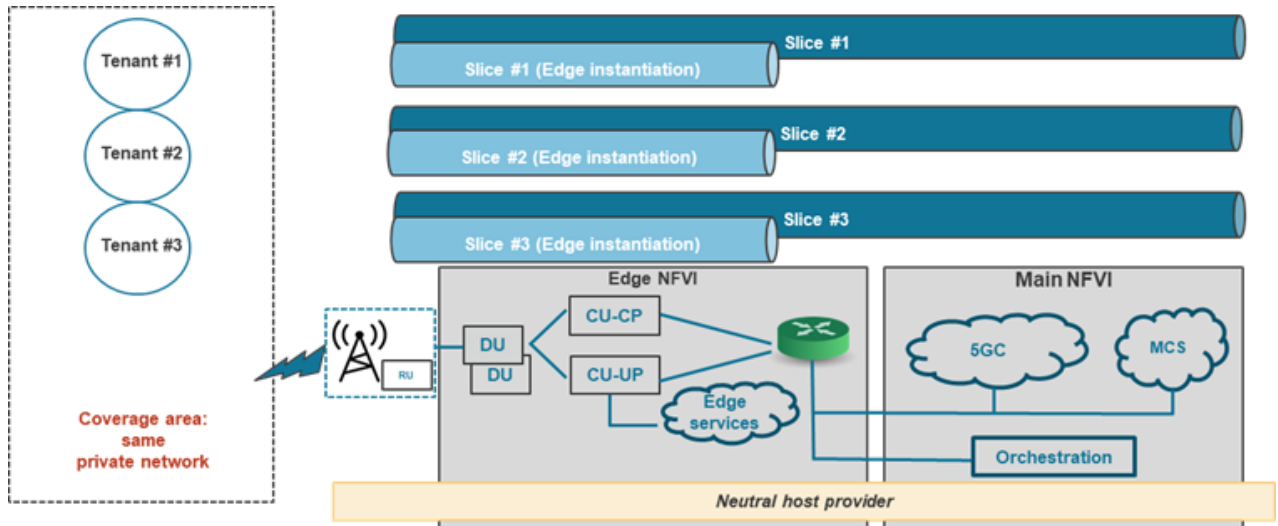 Tenant #1
Tenant #2
Tenant #3
Coverage area:
same
private network
Slice #1
Slice #1 (Edge instantiation)
Slice #2
Slice #2 (Edge instantiation)
Slice #3
Slice #3 (Edge instantiation)
Edge NFVI
Main NFVI
RU
DU
DU
CU-CP
CU-UP
Edge
services
5GC
MCS
Orchestration
Neutral host provider